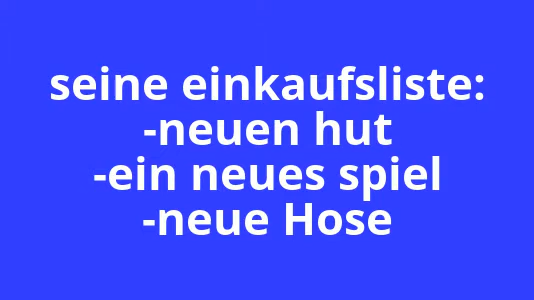 seine einkaufsliste:
-neuen hut
-ein neues spiel
-neue Hose